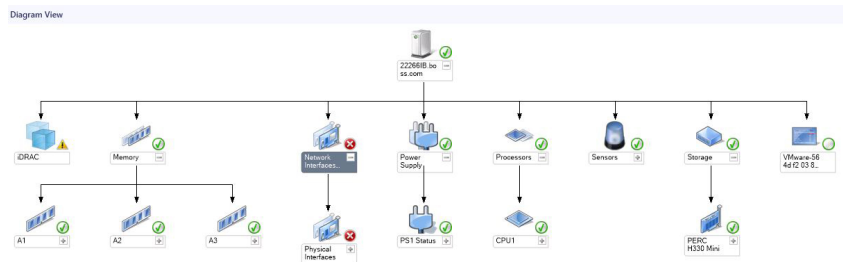 Diagram View
22266IB.bo
ss.com
iDRAC
Memory
Network
Interfaces...
Power
Supply
Processors
Sensors
Storage
VMware-56
4d f2 03 8...
A1
A2
A3
Physical
Interfaces
PS1 Status
CPU1
PERC
H330 Mini